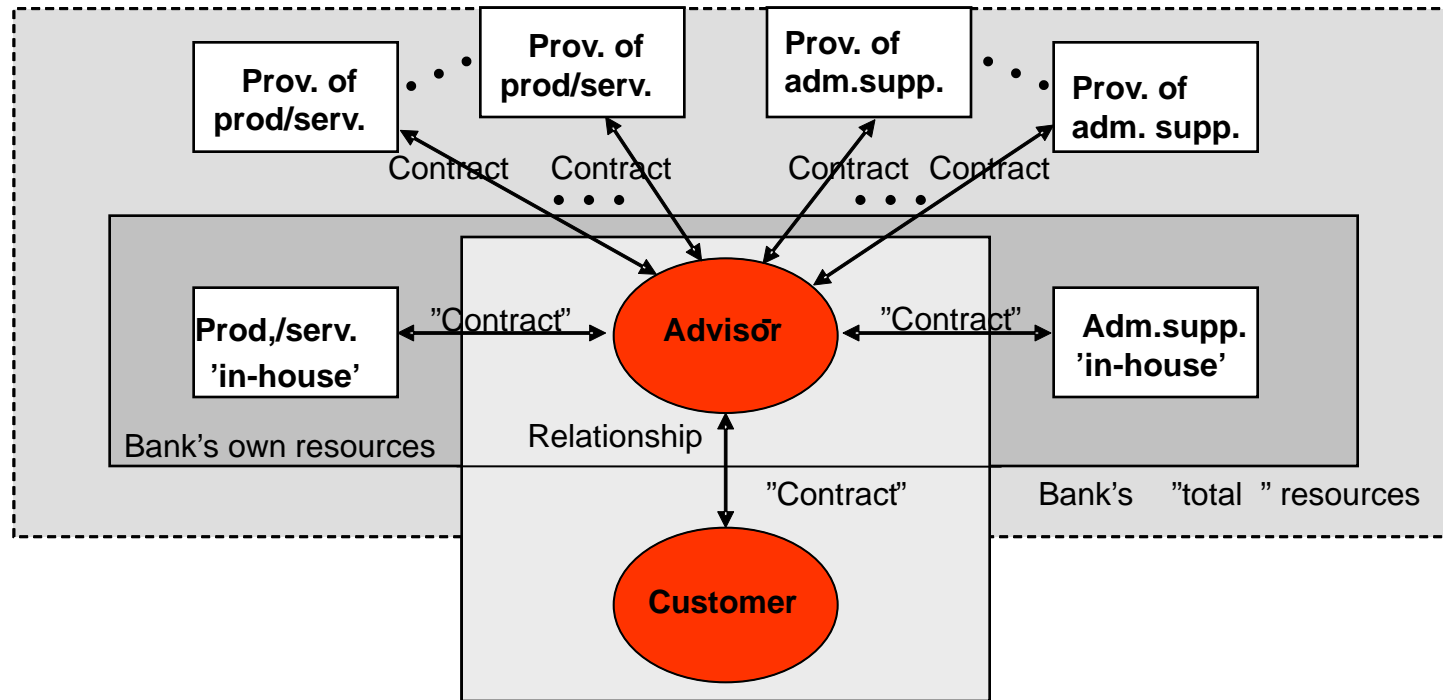 Prov. of
prod/serv.
Prov. of
prod/serv.
Prov. of
adm.supp.
Prov. of
adm. supp.
Contract
Contract
Contract
Contract
Prod,/serv.
’in-house’
”Contract”
Advisor
”Contract”
Adm.supp.
’in-house’
Bank’s own resources
Relationship
”Contract”
Bank’s ”total ” resources
Customer